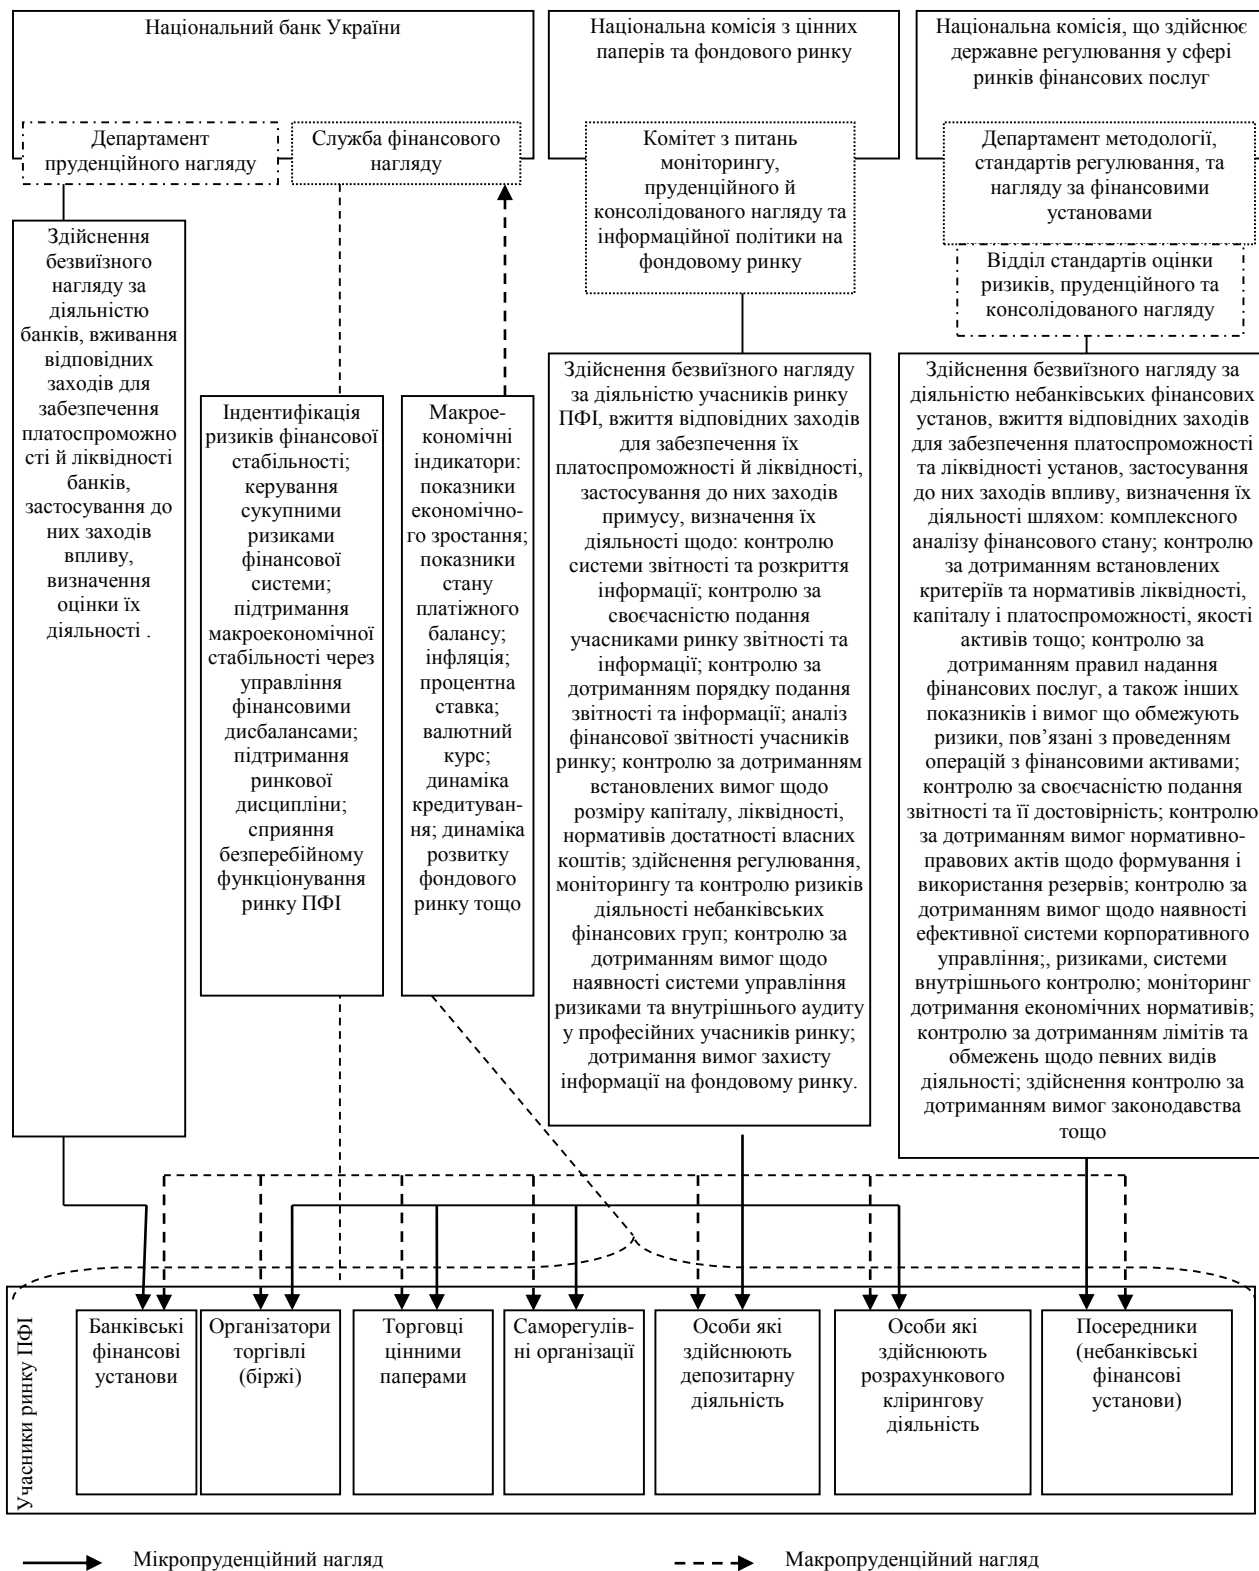 Національний банк України
Департамент
пруденційного нагляду
Служба фінансового
нагляду
Національна комісія з цінних
паперів та фондового ринку
Комітет з питань
моніторингу,
пруденційного й
консолідованого нагляду та
інформаційної політики на
фондовому ринку
Національна комісія, що здійснює
державне регулювання у сфері
ринків фінансових послуг
Департамент методології,
стандартів регулювання, та
нагляду за фінансовими
установами
Відділ стандартів оцінки
ризиків, пруденційного та
консолідованого нагляду
Здійснення
безвиїзного
нагляду за
діяльністю
банків, вживання
відповідних
заходів для
забезпечення
платоспроможно
сті й ліквідності
банків,
застосування до
них заходів
впливу,
визначення
оцінки їх
діяльності .
Індентифікація
ризиків фінансової
стабільності;
керування
сукупними
ризиками
фінансової
системи;
підтримання
макроекономічної
стабільності через
управління
фінансовими
дисбалансами;
підтримання
ринкової
дисципліни;
сприяння
безперебійному
функціонування
ринку ПФІ
Макрое-
кономічні
індикатори:
показники
економічно-
го зростання;
показники
стану
платіжного
балансу;
інфляція;
процентна
ставка;
валютний
курс;
динаміка
кредитуван-
ня; динаміка
розвитку
фондового
ринку тощо
Здійснення безвиїзного нагляду
за діяльністю учасників ринку
ПФІ, вжиття відповідних заходів
для забезпечення їх
платоспроможності й ліквідності,
застосування до них заходів
примусу, визначення їх
діяльності щодо: контролю
системи звітності та розкриття
інформації; контролю за
своєчасністю подання
учасниками ринку звітності та
інформації; контролю за
дотриманням порядку подання
звітності та інформації; аналіз
фінансової звітності учасників
ринку; контролю за дотриманням
встановлених вимог щодо
розміру капіталу, ліквідності,
нормативів достатності власних
коштів; здійснення регулювання,
моніторингу та контролю ризиків
діяльності небанківських
фінансових груп; контролю за
дотриманням вимог щодо
наявності системи управління
ризиками та внутрішнього аудиту
у професійних учасників ринку;
дотримання вимог захисту
інформації на фондовому ринку.
Здійснення безвиїзного нагляду за
діяльністю небанківських фінансових
установ, вжиття відповідних заходів
для забезпечення платоспроможності
та ліквідності установ, застосування
до них заходів впливу, визначення їх
діяльності шляхом: комплексного
аналізу фінансового стану; контролю
за дотриманням встановлених
критеріїв та нормативів ліквідності,
капіталу і платоспроможності, якості
активів тощо; контролю за
дотриманням правил надання
фінансових послуг, а також інших
показників і вимог що обмежують
ризики, пов’язані з проведенням
операцій з фінансовими активами;
контролю за своєчасністю подання
звітності та її достовірність; контролю
за дотриманням вимог нормативно-
правових актів щодо формування і
використання резервів; контролю за
дотриманням вимог щодо наявності
ефективної системи корпоративного
управління;, ризиками, системи
внутрішнього контролю; моніторинг
дотримання економічних нормативів;
контролю за дотриманням лімітів та
обмежень щодо певних видів
діяльності; здійснення контролю за
дотриманням вимог законодавства
тощо
Учасники ринку ПФІ
Банківські
фінансові
установи
Організатори
торгівлі
(біржі)
Торговці
цінними
паперами
Саморегулів-
ні організації
Особи які
здійснюють
депозитарну
діяльність
Особи які
здійснюють
розрахункового
клірингову
діяльність
Посередники
(небанківські
фінансові
установи)
Мікропруденційний нагляд
Макропруденційний нагляд